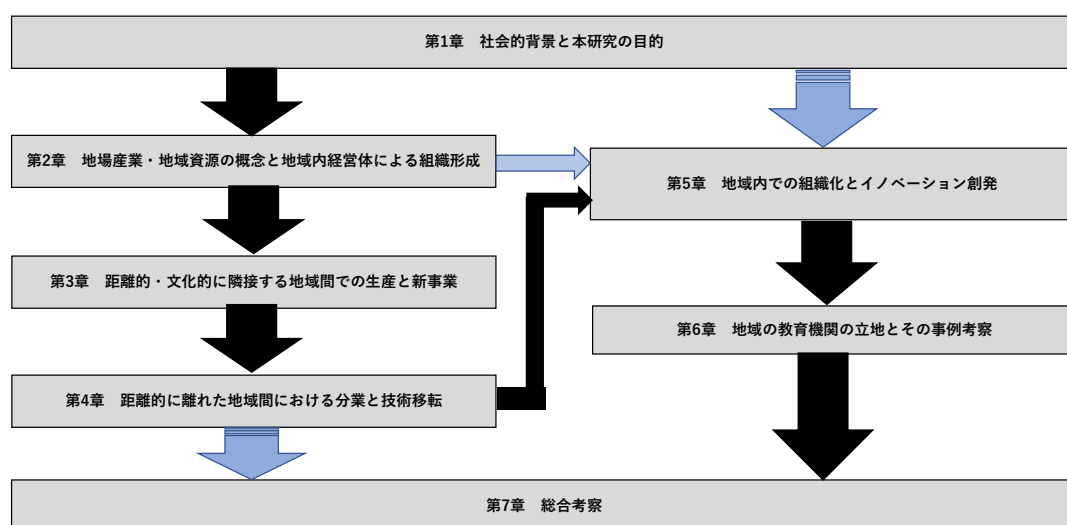 第1章　社会的背景と本研究の目的
第2章　地場産業・地域資源の概念と地域内経営体による組織形成
第3章　距離的・文化的に隣接する地域間での生産と新事業
第4章　距離的に離れた地域間における分業と技術移転
第5章　地域内での組織化とイノベーション創発
第6章　地域の教育機関の立地とその事例考察
第7章　総合考察